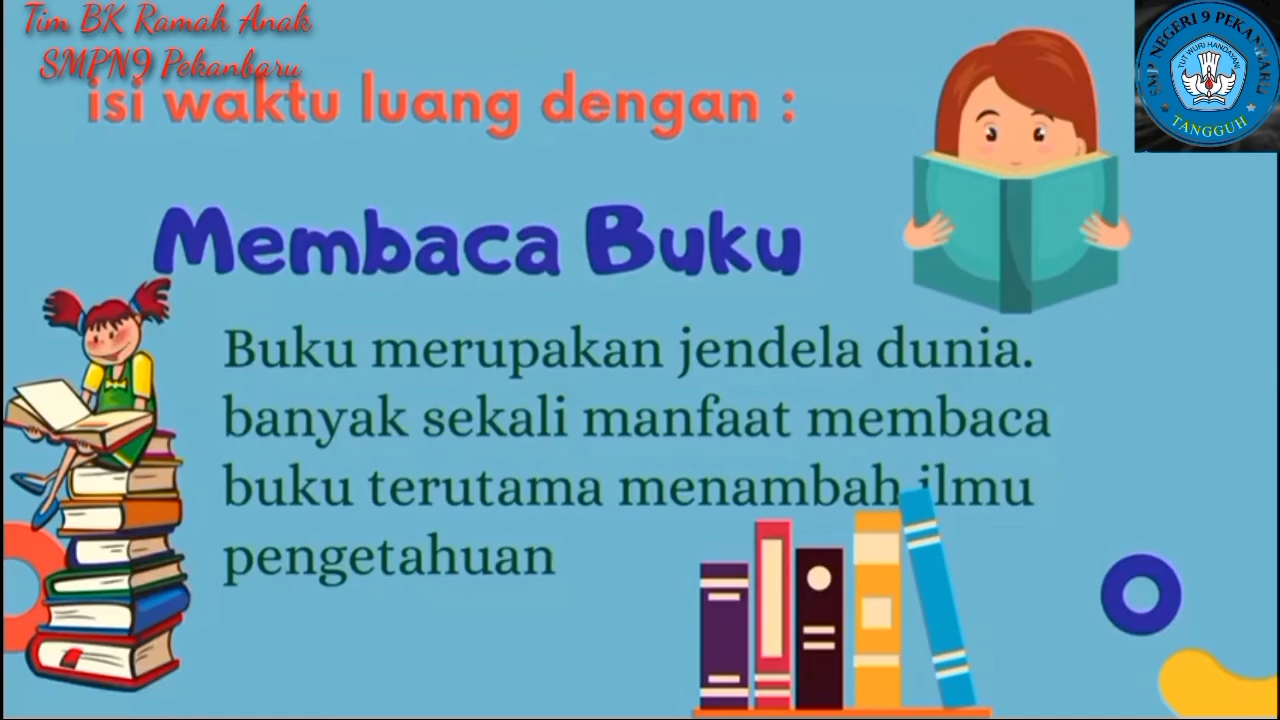 Tim BK Ramah Anak
SMPN9 Pekanbaru
isi waktu luang dengan :
Membaca Buku
Buku merupakan jendela dunia.
banyak sekali manfaat membaca
buku terutama menambah ilmu
pengetahuan
SMP NEGERI 9 PEKANBARU
TUT WURI HANDAYANI
TANGGUH